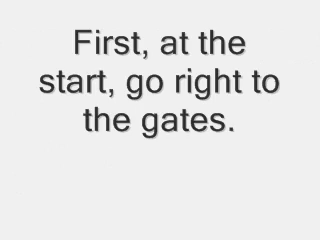 First, at the
start, go right to
the gates.